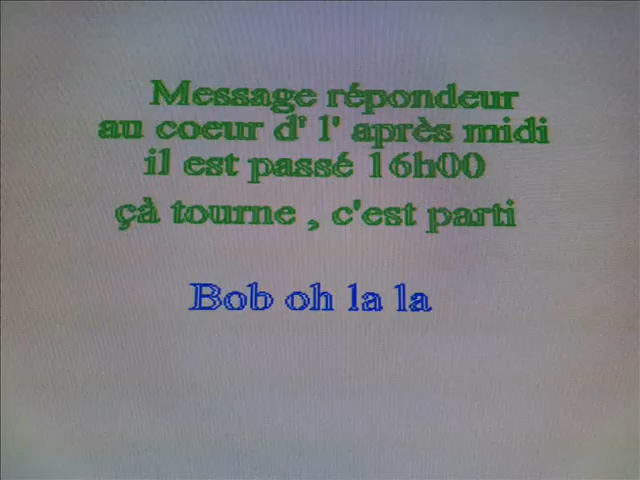 Message répondeur
au coeur d' l' après midi
il est passé 16h00
çà tourne , c'est parti
Bob oh la la